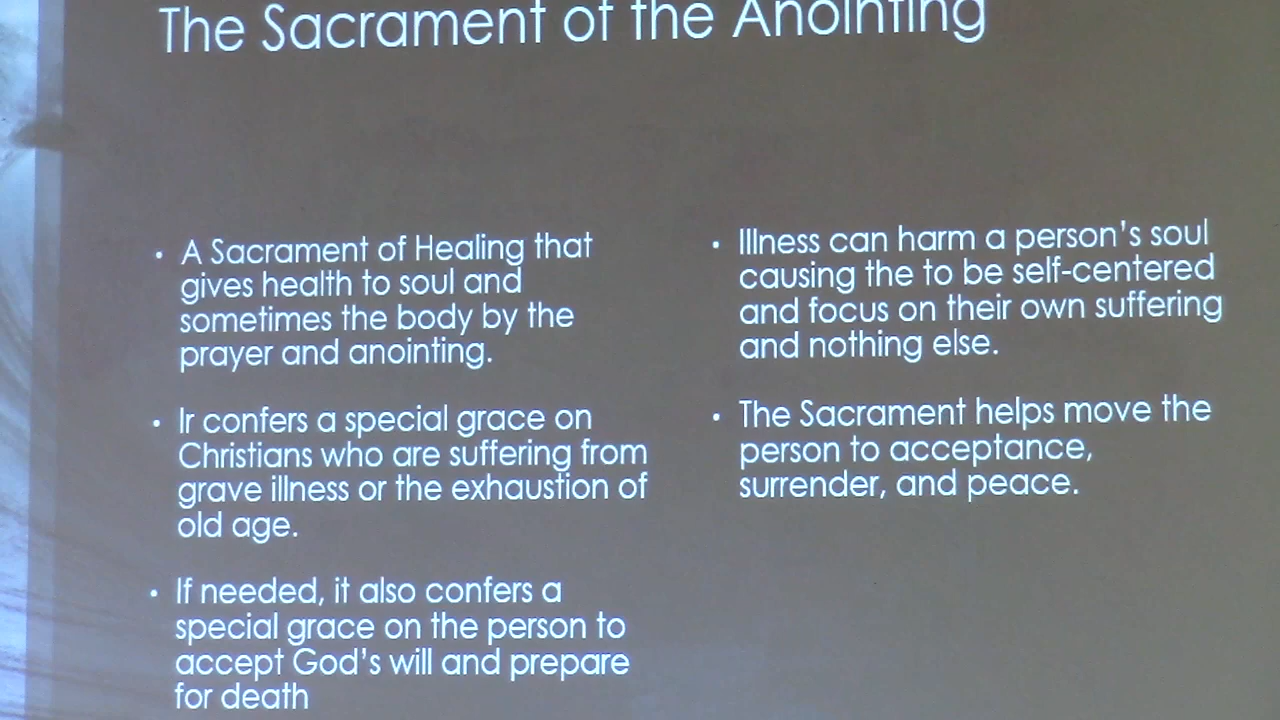 The Sacrament of the Anointing
• A Sacrament of Healing that
gives health to soul and
sometimes the body by the
prayer and anointing.
• Ir confers a special grace on
Christians who are suffering from
grave illness or the exhaustion of
old age.
• If needed, it also confers a
special grace on the person to
accept God's will and prepare
for death
• Illness can harm a person's soul
causing the to be self-centered
and focus on their own suffering
and nothing else.
• The Sacrament helps move the
person to acceptance,
surrender, and peace.